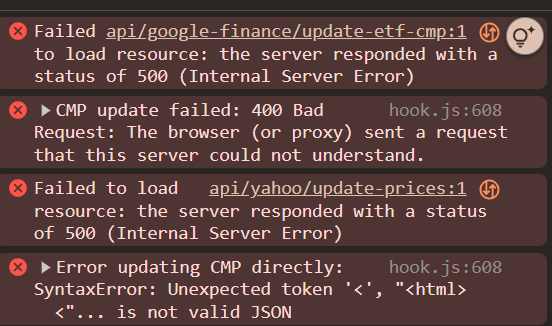 Failed api/google-finance/update-etf-cmp:1
to load resource: the server responded with a
status of 500 (Internal Server Error)
CMP update failed: 400 Bad hook.js:608
Request: The browser (or proxy) sent a request
that this server could not understand.
Failed to load api/yahoo/update-prices:1
resource: the server responded with a status
of 500 (Internal Server Error)
Error updating CMP directly: hook.js:608
SyntaxError: Unexpected token '<', "<html>
<"... is not valid JSON